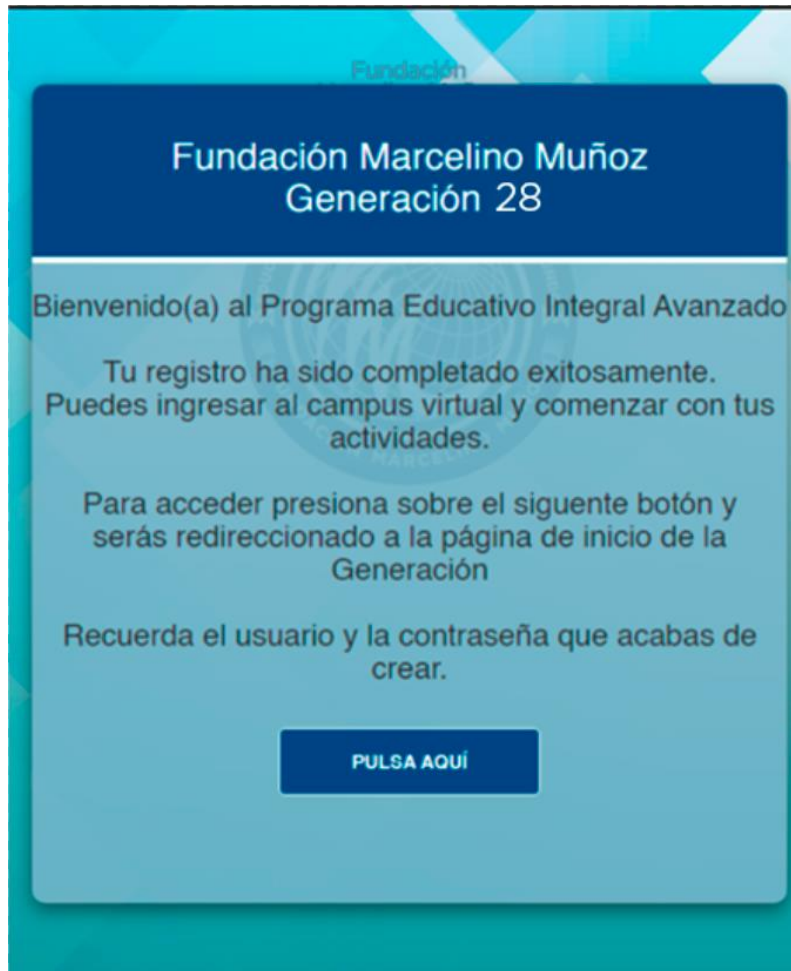 Fundación
Fundación Marcelino Muñoz
Generación 28
Bienvenido(a) al Programa Educativo Integral Avanzado
Tu registro ha sido completado exitosamente.
Puedes ingresar al campus virtual y comenzar con tus
actividades.
MARCEL
Para acceder presiona sobre el siguente botón y
serás redireccionado a la página de inicio de la
Generación
Recuerda el usuario y la contraseña que acabas de
crear.
PULSA AQUÍ